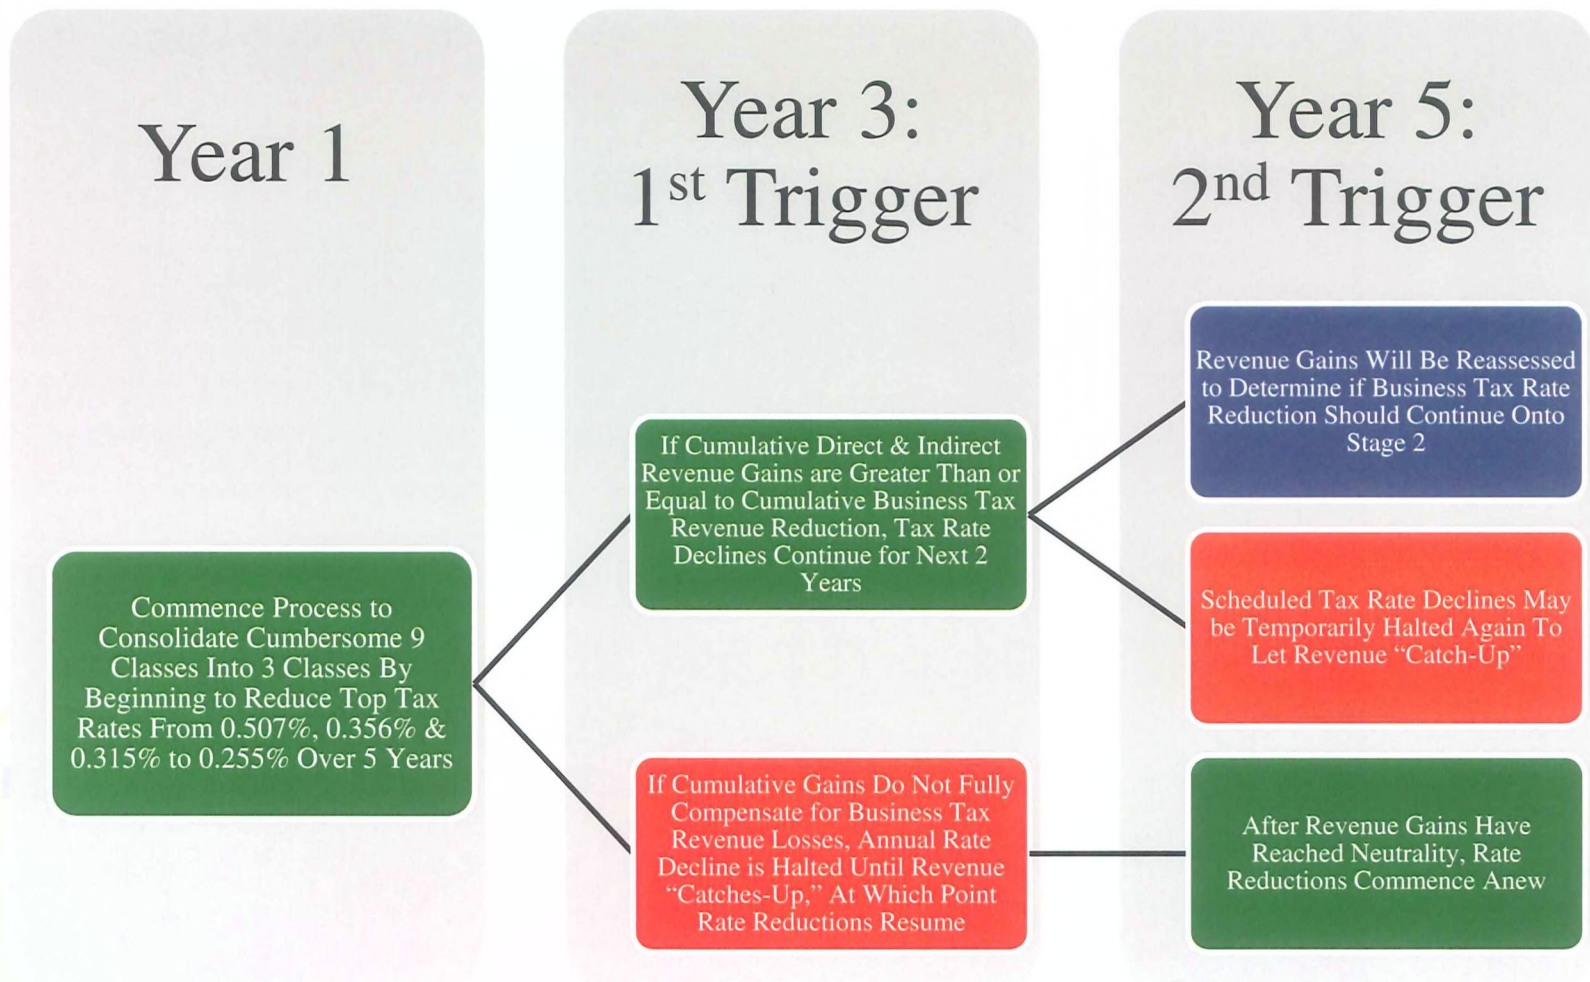 Year 1
Commence Process to
Consolidate Cumbersome 9
Classes Into 3 Classes By
Beginning to Reduce Top Tax
Rates From 0.507%, 0.356% &
0.315% to 0.255% Over 5 Years
Year 3:
1st Trigger
If Cumulative Direct & Indirect
Revenue Gains are Greater Than or
Equal to Cumulative Business Tax
Revenue Reduction, Tax Rate
Declines Continue for Next 2
Years
If Cumulative Gains Do Not Fully
Compensate for Business Tax
Revenue Losses, Annual Rate
Decline is Halted Until Revenue
“Catches-Up,” At Which Point
Rate Reductions Resume
Year 5:
2nd Trigger
Revenue Gains Will Be Reassessed
to Determine if Business Tax Rate
Reduction Should Continue Onto
Stage 2
Scheduled Tax Rate Declines May
be Temporarily Halted Again To
Let Revenue “Catch-Up”
After Revenue Gains Have
Reached Neutrality, Rate
Reductions Commence Anew